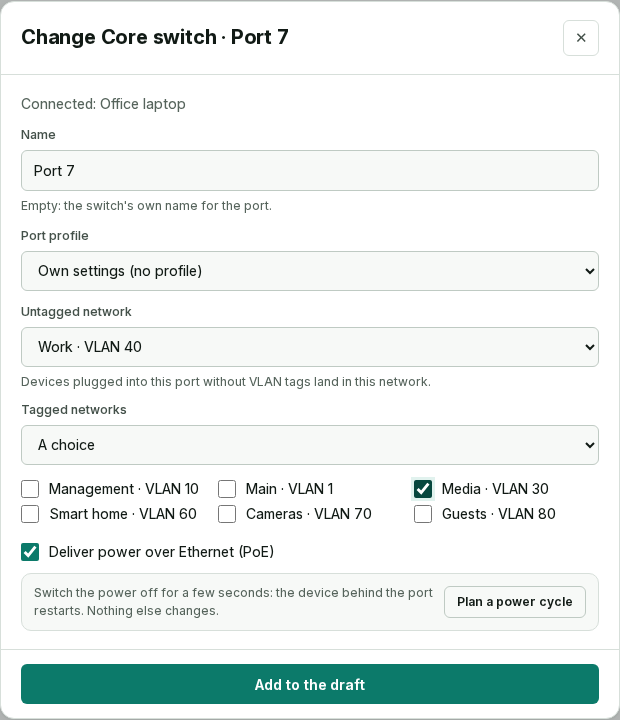 Change Core switch · Port 7
✕
Connected: Office laptop
Name
Port 7
Empty: the switch's own name for the port.
Port profile
Own settings (no profile)
Untagged network
Work · VLAN 40
Devices plugged into this port without VLAN tags land in this network.
Tagged networks
A choice
Management · VLAN 10
Main · VLAN 1
Media · VLAN 30
Smart home · VLAN 60
Cameras · VLAN 70
Guests · VLAN 80
Deliver power over Ethernet (PoE)
Switch the power off for a few seconds: the device behind the port
restarts. Nothing else changes.
Plan a power cycle
Add to the draft